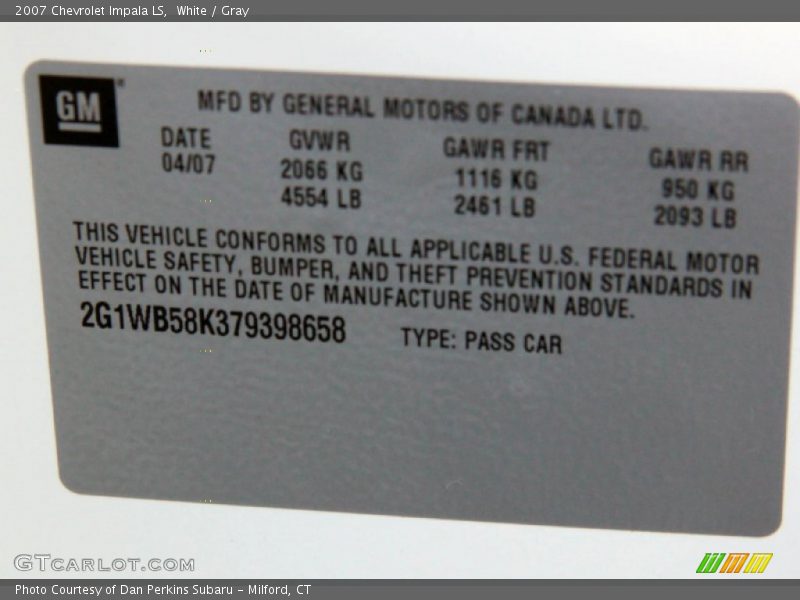 2007 Chevrolet Impala LS, White / Gray
GM
MFD BY GENERAL MOTORS OF CANADA LTD.
DATE GVWR GAWR FRT GAWR RR
04/07 2066 KG 1116 KG 950 KG
4554 LB 2461 LB 2093 LB
THIS VEHICLE CONFORMS TO ALL APPLICABLE U.S. FEDERAL MOTOR
VEHICLE SAFETY, BUMPER, AND THEFT PREVENTION STANDARDS IN
EFFECT ON THE DATE OF MANUFACTURE SHOWN ABOVE.
2G1WB58K379398658 TYPE: PASS CAR
GTcarlot.com
Photo Courtesy of Dan Perkins Subaru - Milford, CT